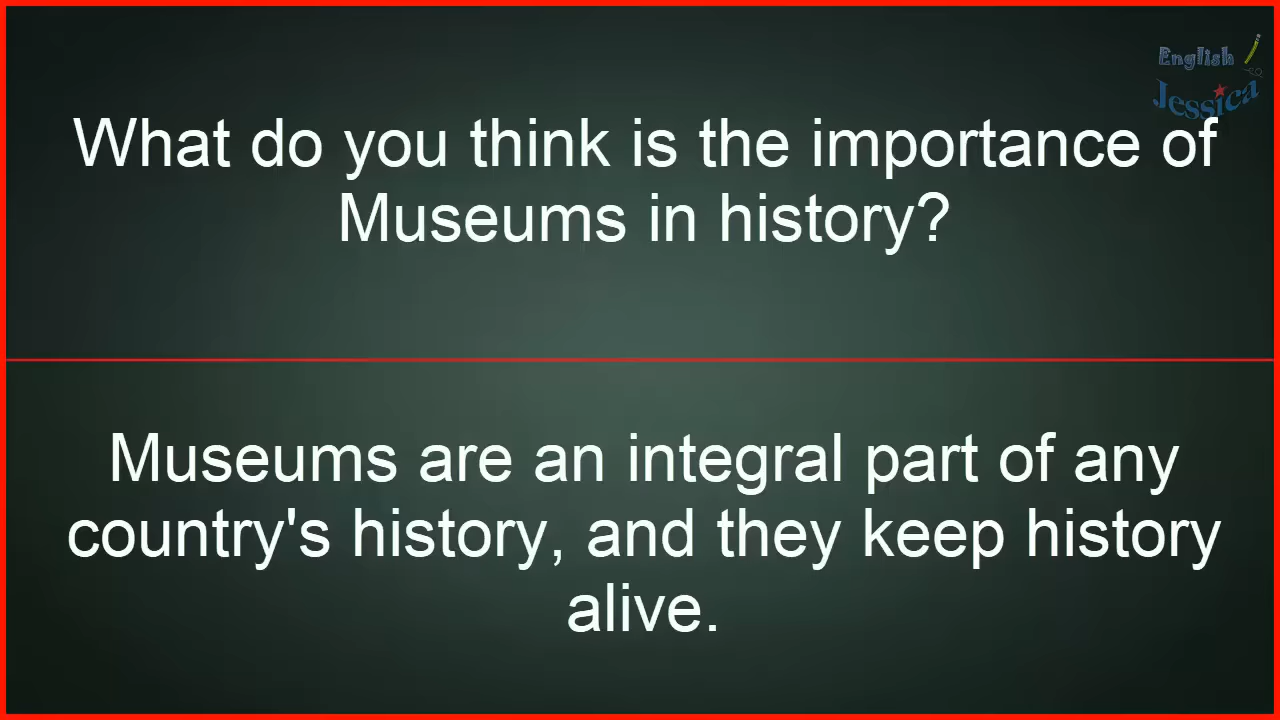 English
Jessica
What do you think is the importance of
Museums in history?
Museums are an integral part of any
country's history, and they keep history
alive.